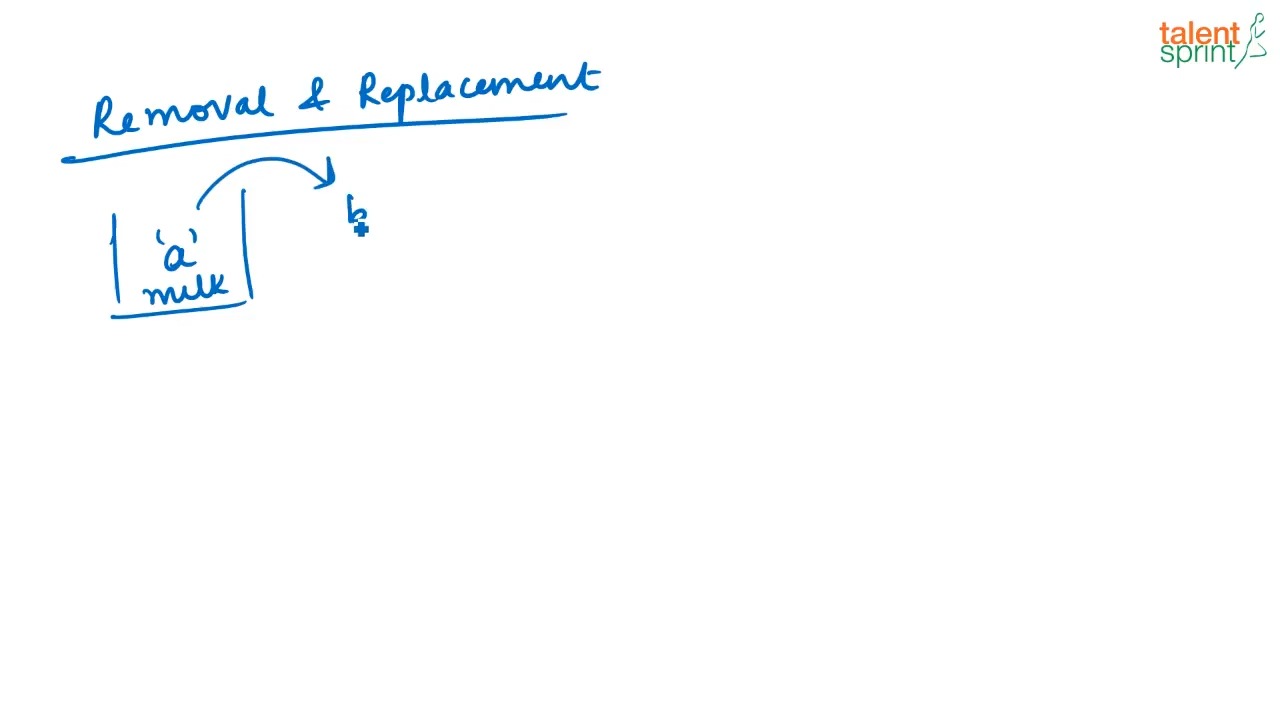 talent
sprint
Removal & Replacement
'a'
milk
b